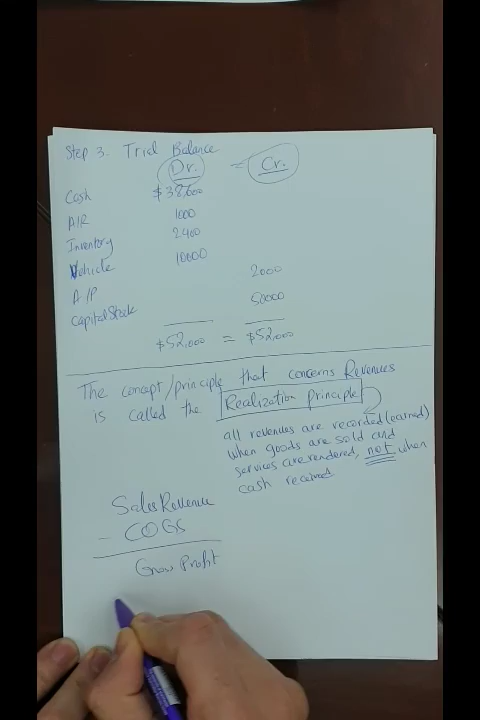 Step 3. Trial Balance
Dr. = Cr.
Cash $38,600
A/R 1000
Inventory 2400
Vehicle 10000
A/P 2000
Capital Stock 50000
$52,000 = $52,000
The concept/principle that concerns Revenues
is called the Realization principle
all revenues are recorded (earned)
when goods are sold and
services are rendered, not when
cash received
Sales Revenue
- COGS
Gross Profit